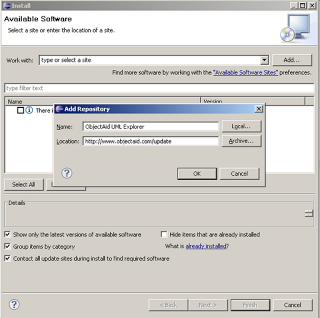 Install
Available Software
Select a site or enter the location of a site.
Work with: type or select a site
Add...
Find more software by working with the "Available Software Sites" preferences.
type filter text
Name
Version
There i
Add Repository
Name: ObjectAid UML Explorer
Local...
Location: http://www.objectaid.com/update
Archive...
OK
Cancel
Select All
Details
Show only the latest versions of available software
Hide items that are already installed
Group items by category
What is already installed?
Contact all update sites during install to find required software
< Back
Next >
Finish
Cancel